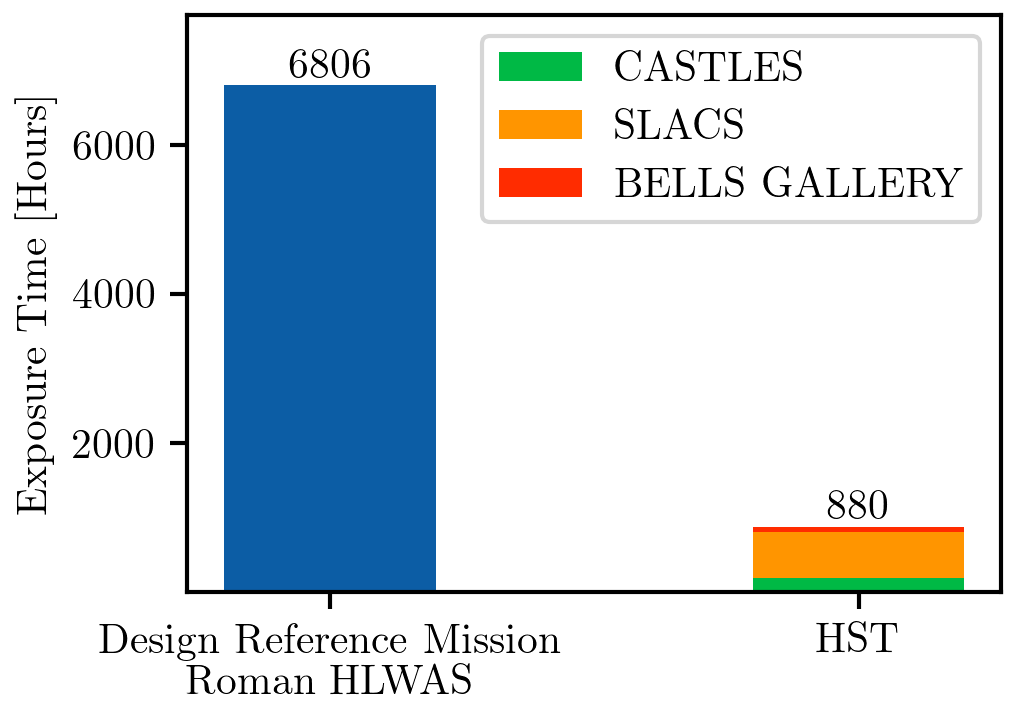 6806
CASTLES
SLACS
BELLS GALLERY
Exposure Time [Hours]
6000
4000
2000
880
Design Reference Mission
Roman HLWAS
HST